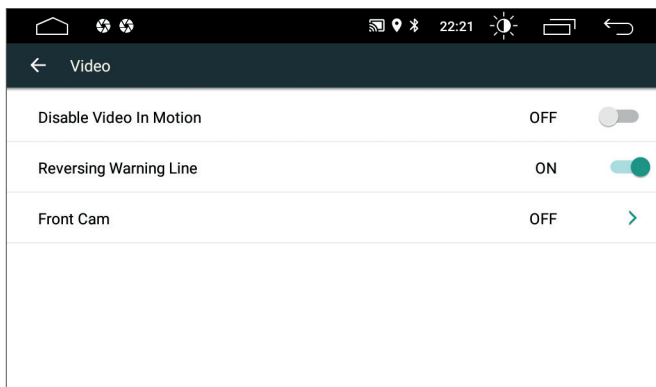 22:21
Video
Disable Video In Motion OFF
Reversing Warning Line ON
Front Cam OFF